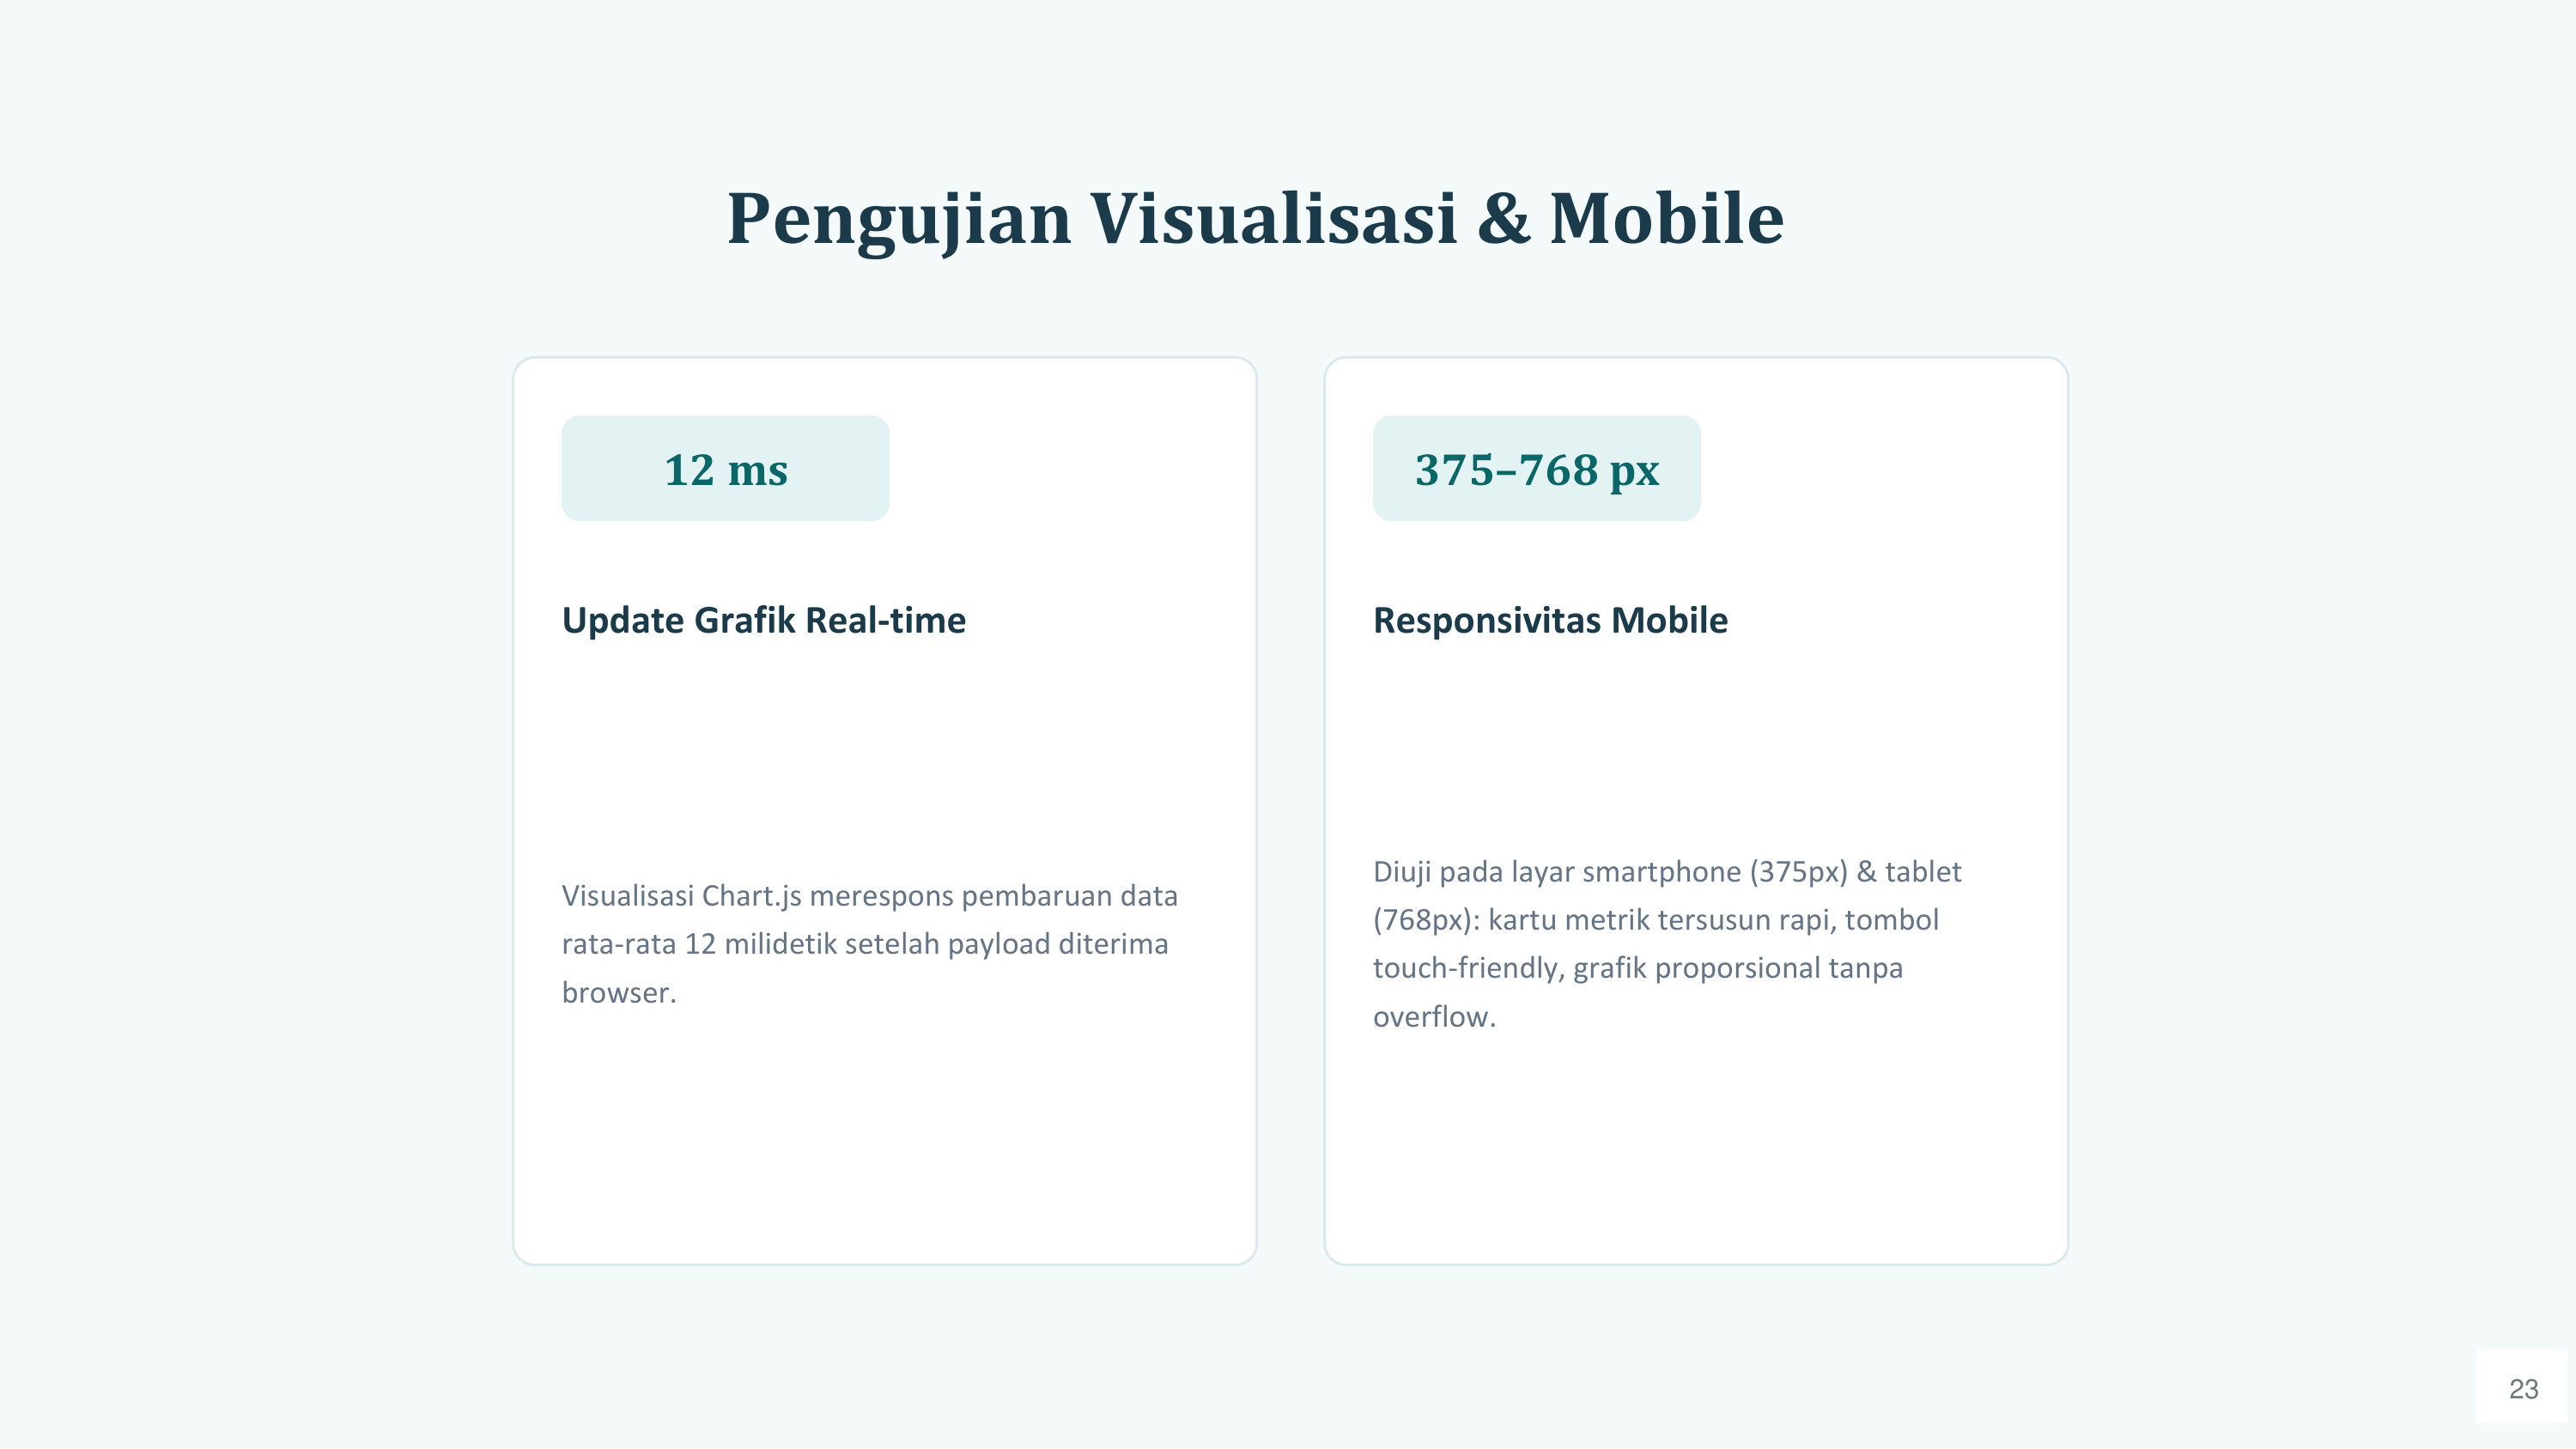 Pengujian Visualisasi & Mobile
12 ms
Update Grafik Real-time
Visualisasi Chart.js merespons pembaruan data
rata-rata 12 milidetik setelah payload diterima
browser.
375–768 px
Responsivitas Mobile
Diuji pada layar smartphone (375px) & tablet
(768px): kartu metrik tersusun rapi, tombol
touch-friendly, grafik proporsional tanpa
overflow.
23